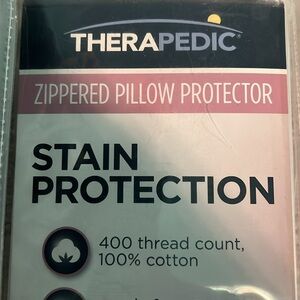 THERAPEDIC
ZIPPERED PILLOW PROTECTOR
STAIN
PROTECTION
400 thread count,
100% cotton